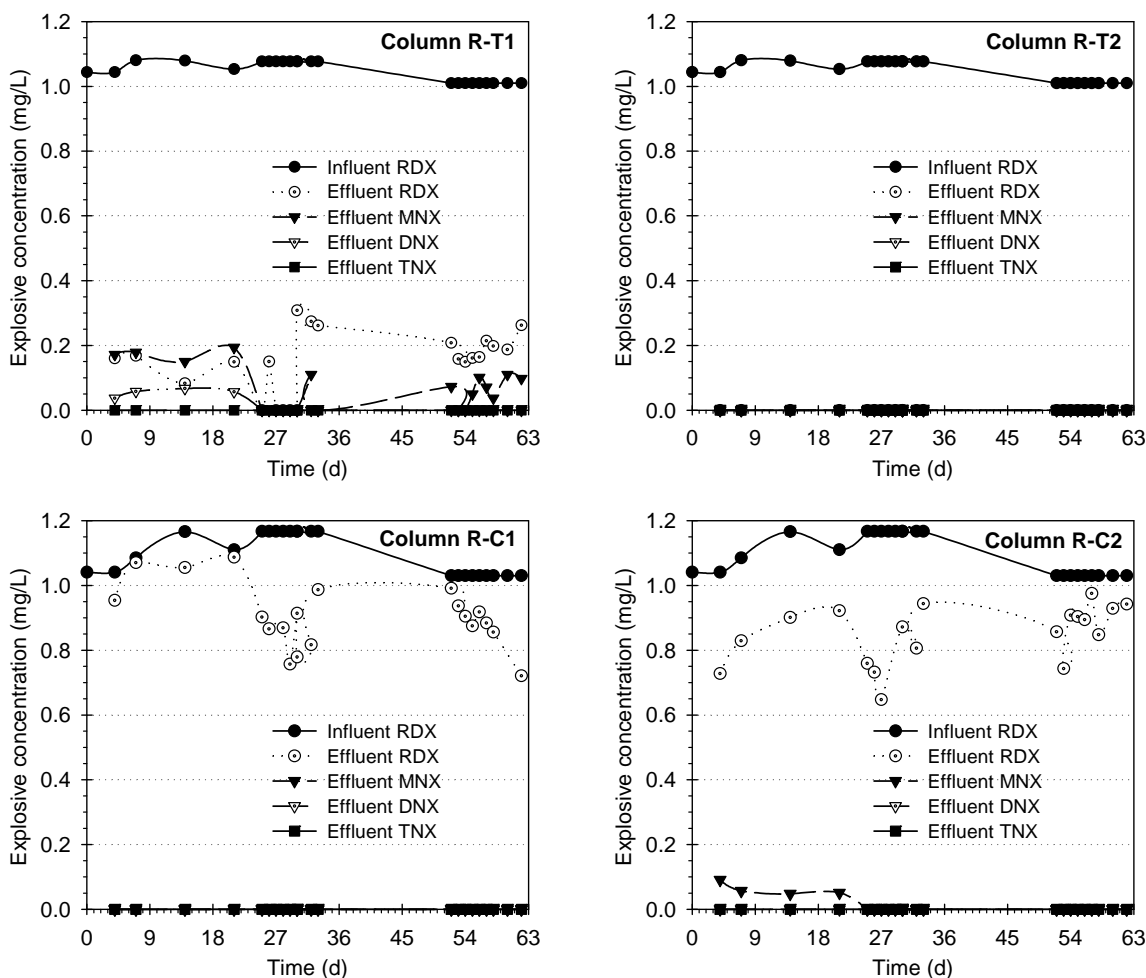 Column R-T1
Explosive concentration (mg/L)
1.2
1.0
0.8
0.6
0.4
0.2
0.0
Influent RDX
Effluent RDX
Effluent MNX
Effluent DNX
Effluent TNX
0 9 18 27 36 45 54 63
Time (d)
Column R-T2
Explosive concentration (mg/L)
1.2
1.0
0.8
0.6
0.4
0.2
0.0
Influent RDX
Effluent RDX
Effluent MNX
Effluent DNX
Effluent TNX
0 9 18 27 36 45 54 63
Time (d)
Column R-C1
Explosive concentration (mg/L)
1.2
1.0
0.8
0.6
0.4
0.2
0.0
Influent RDX
Effluent RDX
Effluent MNX
Effluent DNX
Effluent TNX
0 9 18 27 36 45 54 63
Time (d)
Column R-C2
Explosive concentration (mg/L)
1.2
1.0
0.8
0.6
0.4
0.2
0.0
Influent RDX
Effluent RDX
Effluent MNX
Effluent DNX
Effluent TNX
0 9 18 27 36 45 54 63
Time (d)